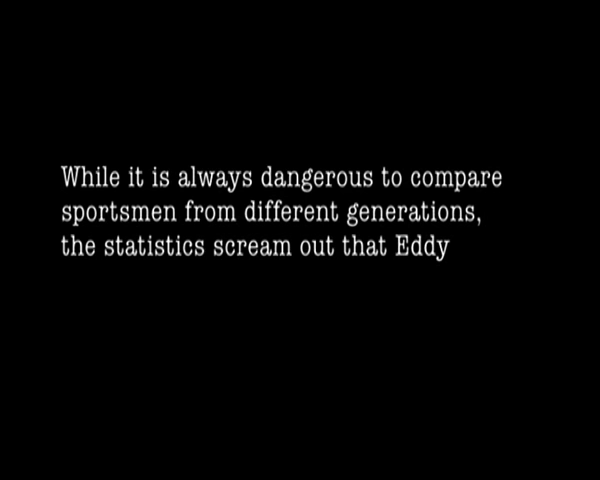 While it is always dangerous to compare
sportsmen from different generations,
the statistics scream out that Eddy